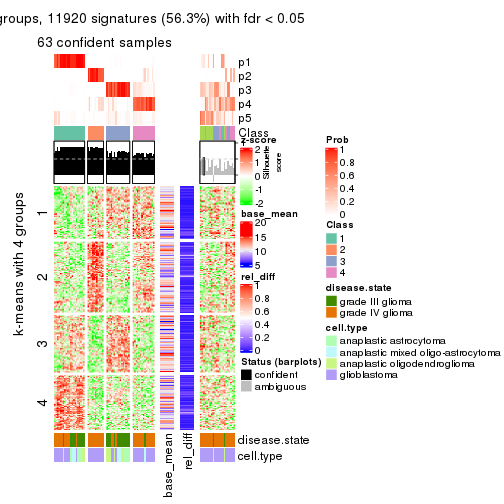 groups, 11920 signatures (56.3%) with fdr < 0.05
63 confident samples
p1
p2
p3
p4
p5
Class
z-score
2
1
0
-1
-2
Silhouette
score
base_mean
20
15
10
5
rel_diff
1
0.8
0.6
0.4
0.2
0
Status (barplots)
confident
ambiguous
Prob
1
0.8
0.6
0.4
0.2
0
Class
1
2
3
4
disease.state
grade III glioma
grade IV glioma
cell.type
anaplastic astrocytoma
anaplastic mixed oligo-astrocytoma
anaplastic oligodendroglioma
glioblastoma
k-means with 4 groups
1
2
3
4
disease.state
cell.type
base_mean
rel_diff